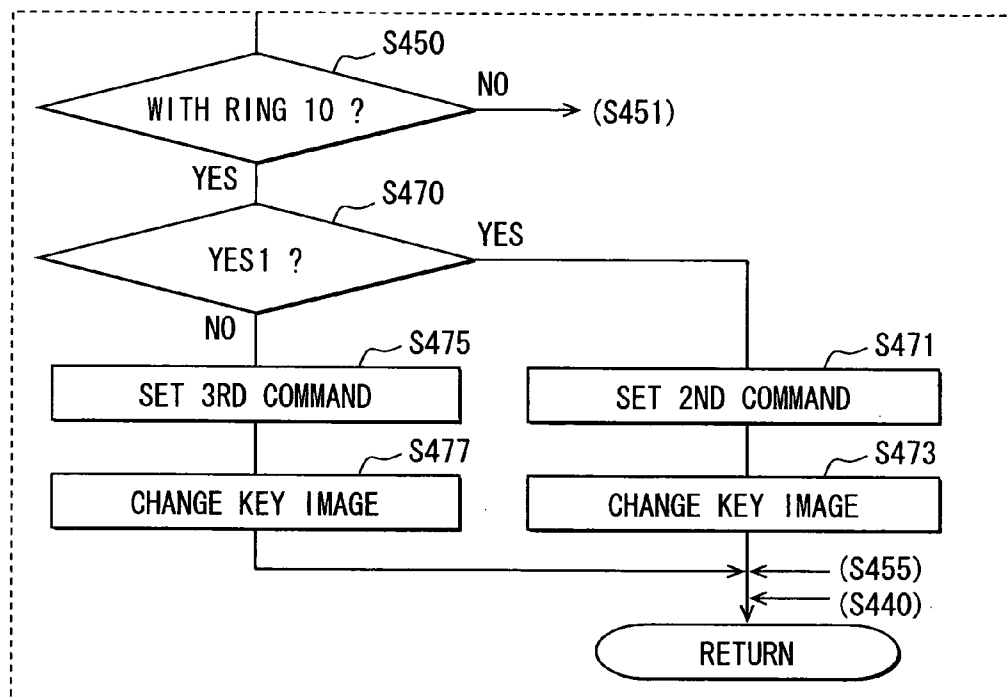 S450
WITH RING 10 ?
NO
(S451)
YES
S470
YES1 ?
YES
NO
S475
SET 3RD COMMAND
S471
SET 2ND COMMAND
S477
CHANGE KEY IMAGE
S473
CHANGE KEY IMAGE
(S455)
(S440)
RETURN